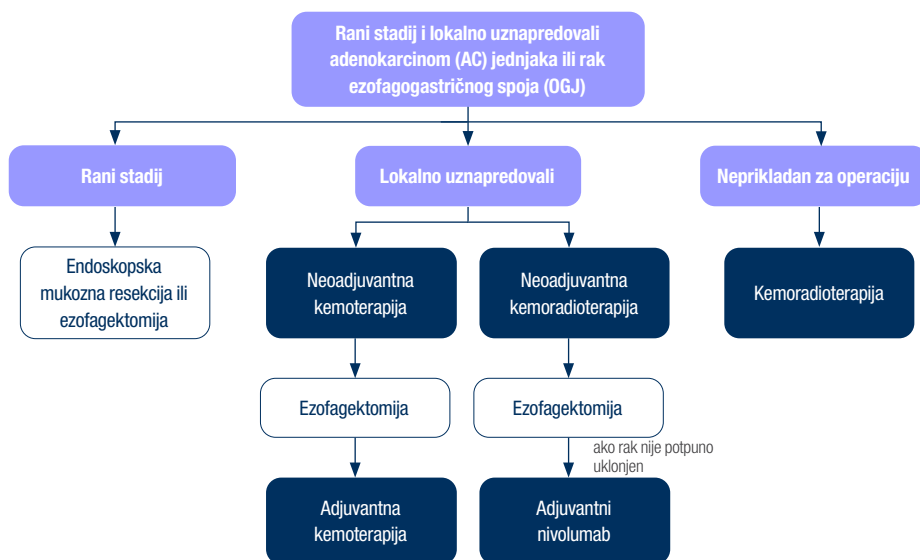 Rani stadij i lokalno uznapredovali
adenokarcinom (AC) jednjaka ili rak
ezofagogastričnog spoja (OGJ)
Rani stadij
Lokalno uznapredovali
Neprikladan za operaciju
Endoskopska
mukozna resekcija ili
ezofagektomija
Neoadjuvantna
kemoterapija
Neoadjuvantna
kemoradioterapija
Kemoradioterapija
Ezofagektomija
Ezofagektomija
ako rak nije potpuno
uklonjen
Adjuvantna
kemoterapija
Adjuvantni
nivolumab